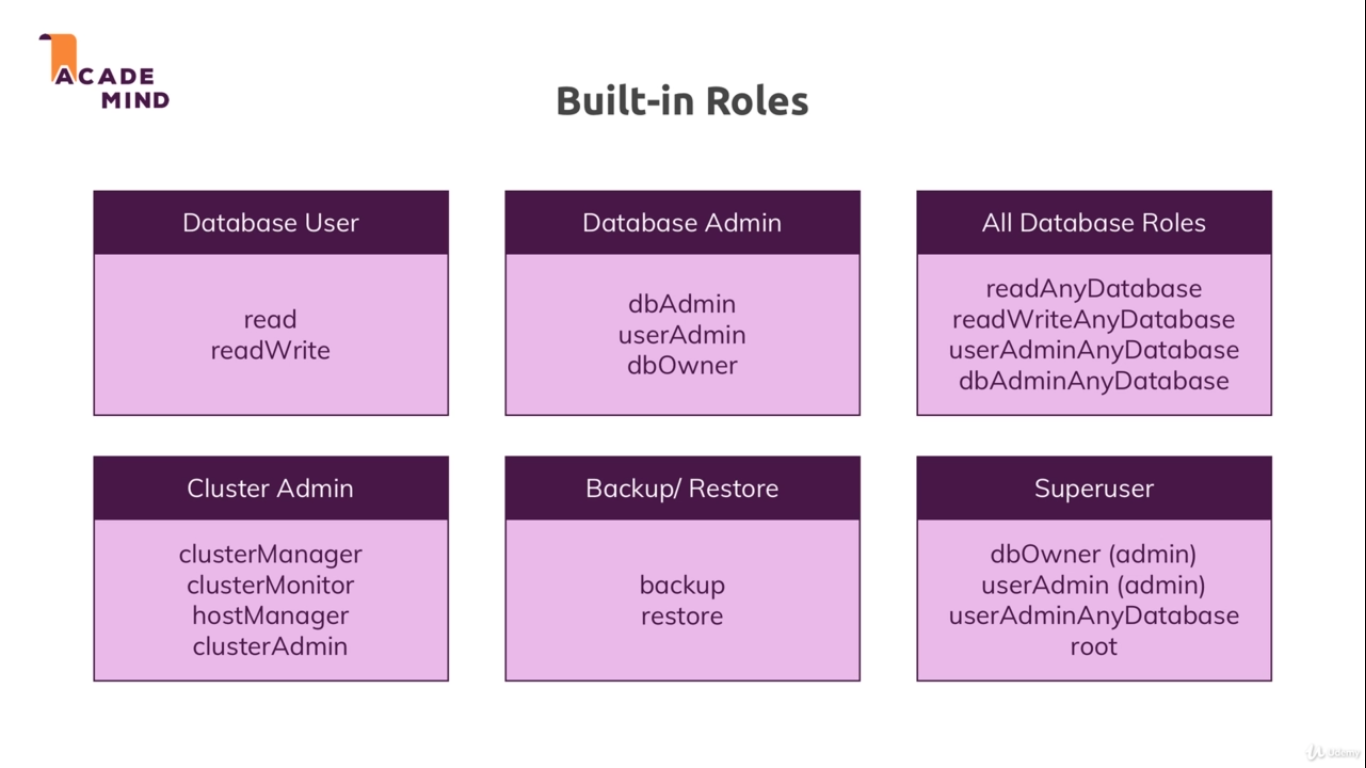 ACADE
MIND
Built-in Roles
Database User
read
readWrite
Database Admin
dbAdmin
userAdmin
dbOwner
All Database Roles
readAnyDatabase
readWriteAnyDatabase
userAdminAnyDatabase
dbAdminAnyDatabase
Cluster Admin
clusterManager
clusterMonitor
hostManager
clusterAdmin
Backup/ Restore
backup
restore
Superuser
dbOwner (admin)
userAdmin (admin)
userAdminAnyDatabase
root
Udemy